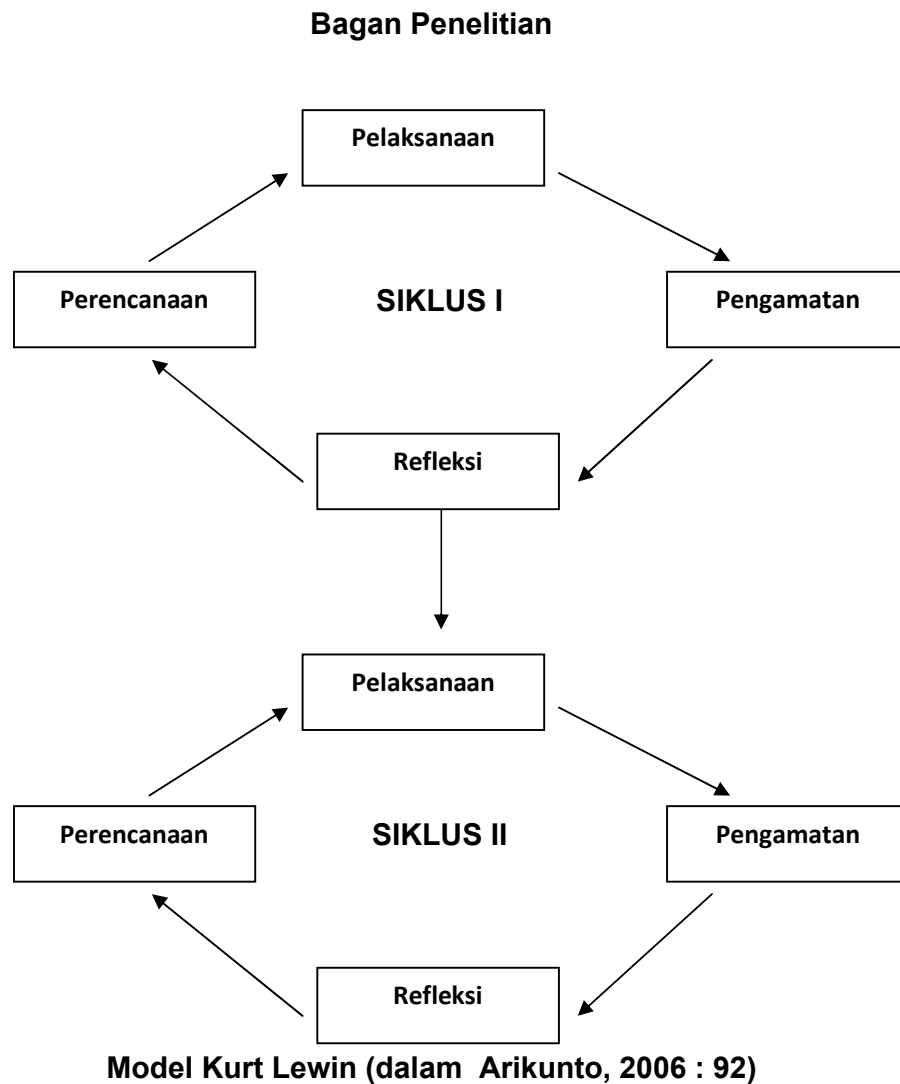 Bagan Penelitian
Pelaksanaan
Perencanaan
SIKLUS I
Pengamatan
Refleksi
Pelaksanaan
Perencanaan
SIKLUS II
Pengamatan
Refleksi
Model Kurt Lewin (dalam Arikunto, 2006 : 92)